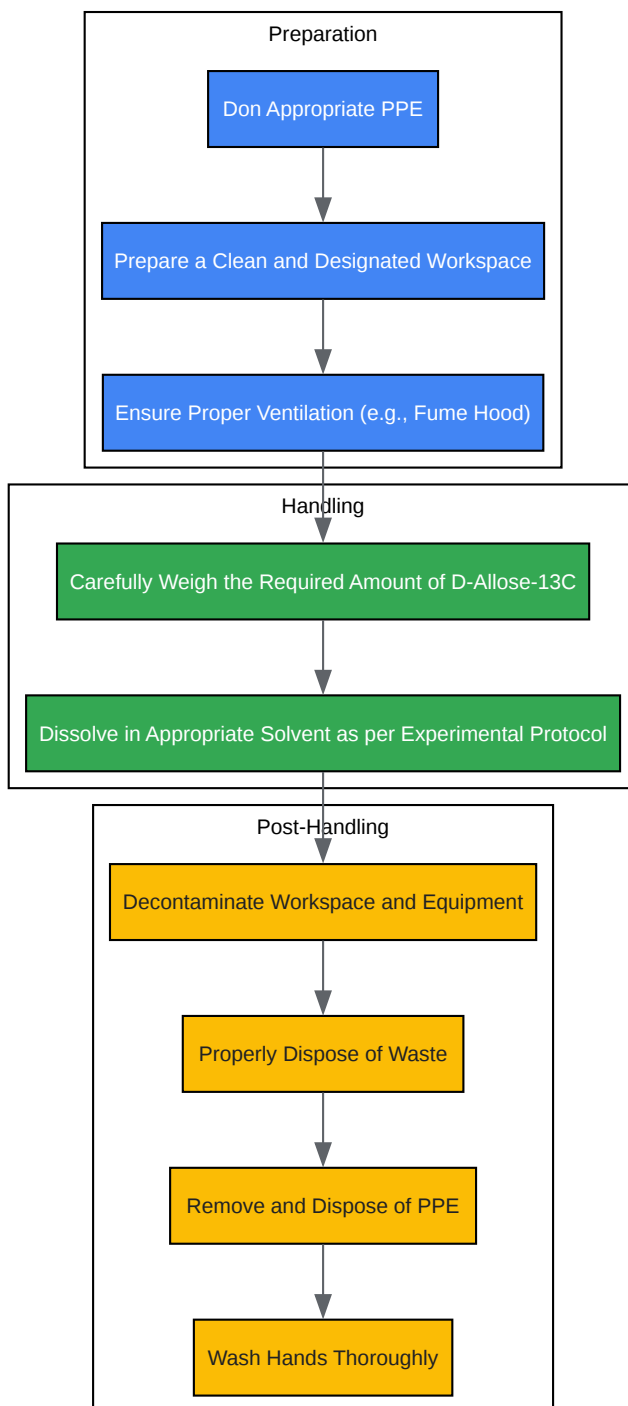 Preparation
Don Appropriate PPE
Prepare a Clean and Designated Workspace
Ensure Proper Ventilation (e.g., Fume Hood)
Handling
Carefully Weigh the Required Amount of D-Allose-13C
Dissolve in Appropriate Solvent as per Experimental Protocol
Post-Handling
Decontaminate Workspace and Equipment
Properly Dispose of Waste
Remove and Dispose of PPE
Wash Hands Thoroughly